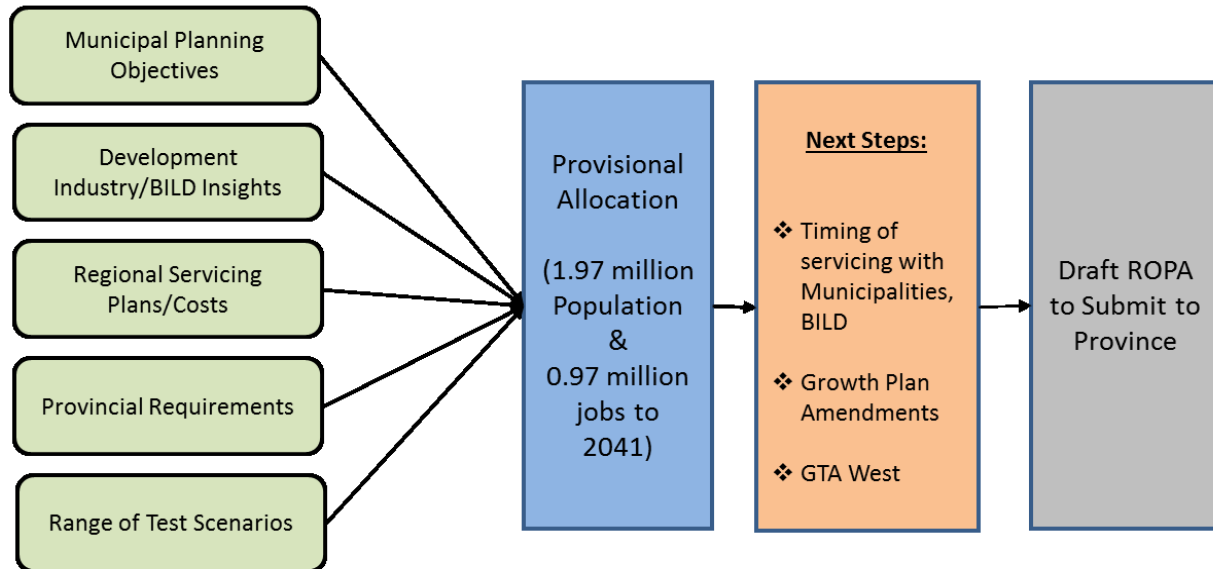 Municipal Planning
Objectives
Development
Industry/BILD Insights
Regional Servicing
Plans/Costs
Provincial Requirements
Range of Test Scenarios
Provisional
Allocation
(1.97 million
Population
&
0.97 million
jobs to
2041)
Next Steps:
❖ Timing of
servicing with
Municipalities,
BILD
❖ Growth Plan
Amendments
❖ GTA West
Draft ROPA
to Submit to
Province